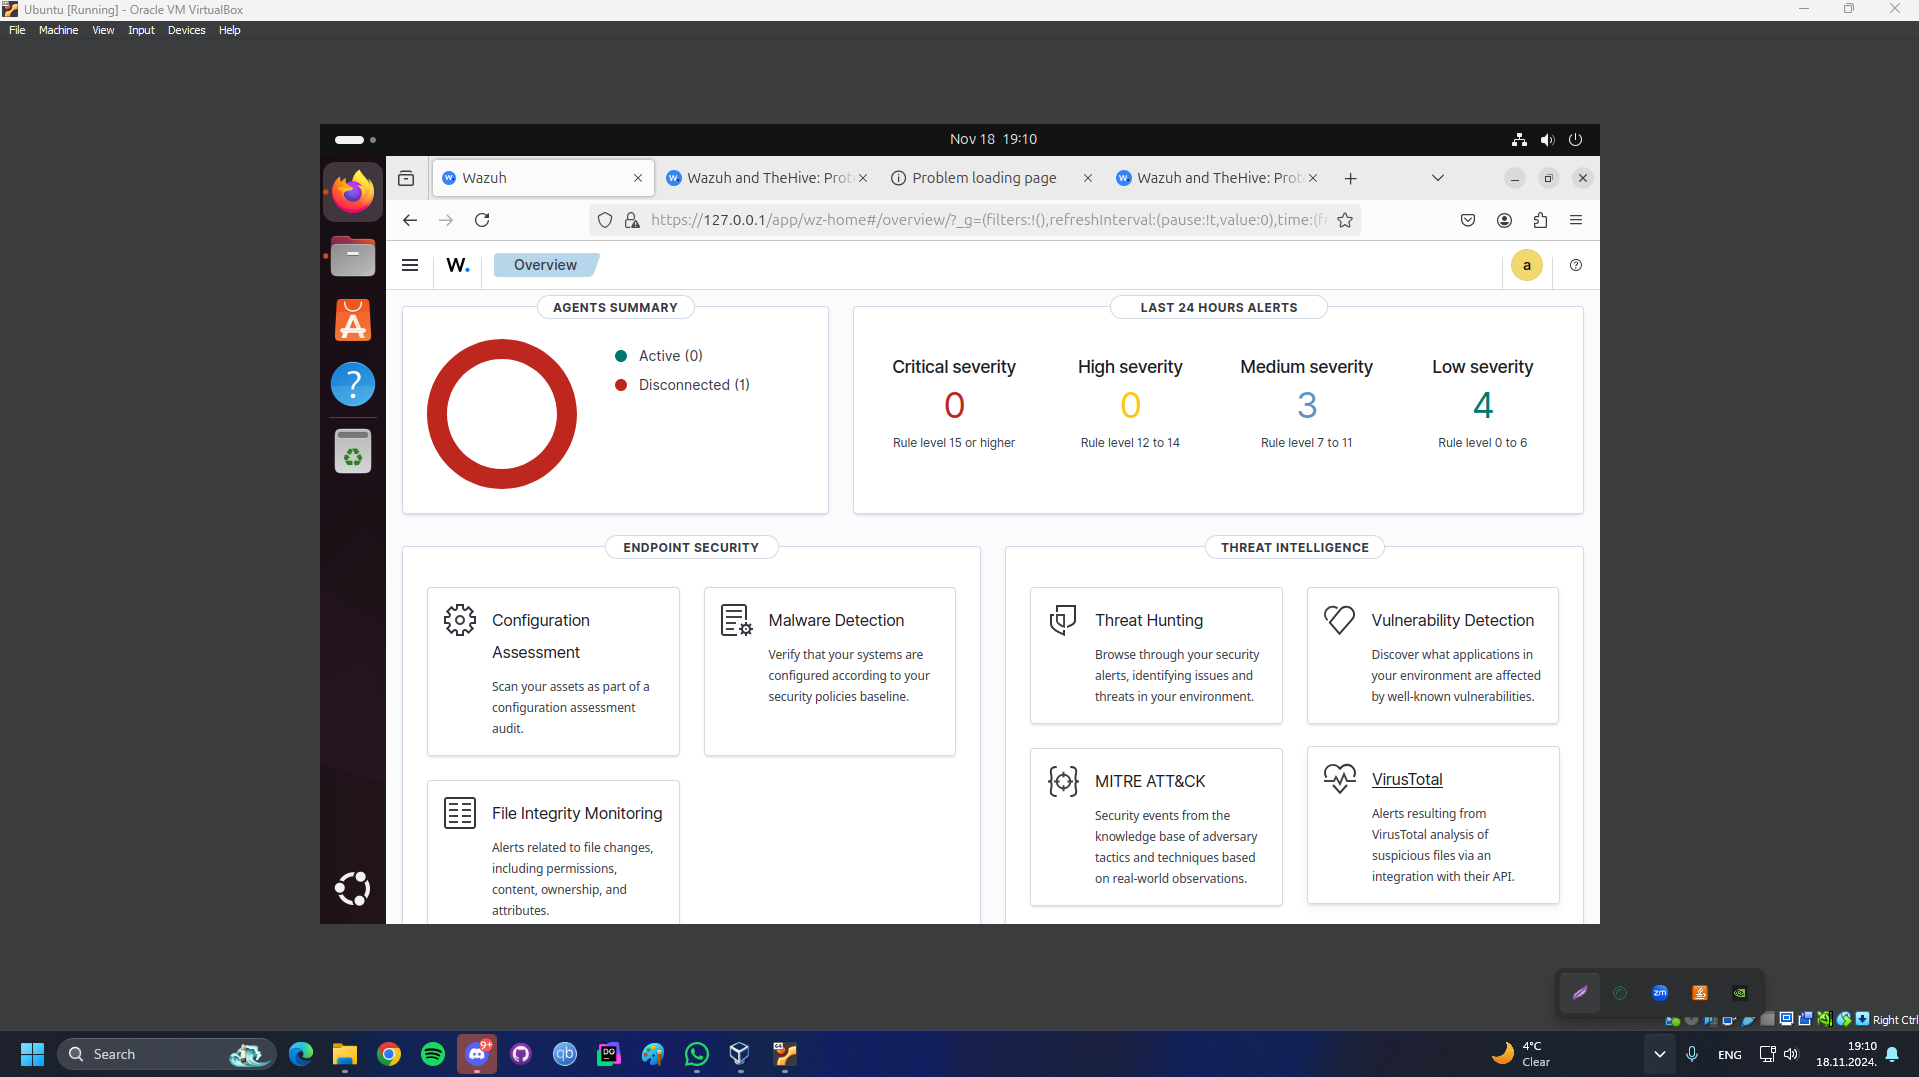 Ubuntu [Running] - Oracle VM VirtualBox
File Machine View Input Devices Help
Nov 18 19:10
Wazuh
Wazuh and TheHive: Prot
Problem loading page
Wazuh and TheHive: Prot
https://127.0.0.1/app/wz-home#/overview/?_g=(filters:!(),refreshInterval:(pause:!t,value:0),time:(f
W.
Overview
a
AGENTS SUMMARY
Active (0)
Disconnected (1)
LAST 24 HOURS ALERTS
Critical severity
0
Rule level 15 or higher
High severity
0
Rule level 12 to 14
Medium severity
3
Rule level 7 to 11
Low severity
4
Rule level 0 to 6
ENDPOINT SECURITY
Configuration
Assessment
Scan your assets as part of a
configuration assessment
audit.
Malware Detection
Verify that your systems are
configured according to your
security policies baseline.
File Integrity Monitoring
Alerts related to file changes,
including permissions,
content, ownership, and
attributes.
THREAT INTELLIGENCE
Threat Hunting
Browse through your security
alerts, identifying issues and
threats in your environment.
Vulnerability Detection
Discover what applications in
your environment are affected
by well-known vulnerabilities.
MITRE ATT&CK
Security events from the
knowledge base of adversary
tactics and techniques based
on real-world observations.
VirusTotal
Alerts resulting from
VirusTotal analysis of
suspicious files via an
integration with their API.
zm
Right Ctrl
Search
9+
qb
DG
64
4°C
Clear
ENG
19:10
18.11.2024.